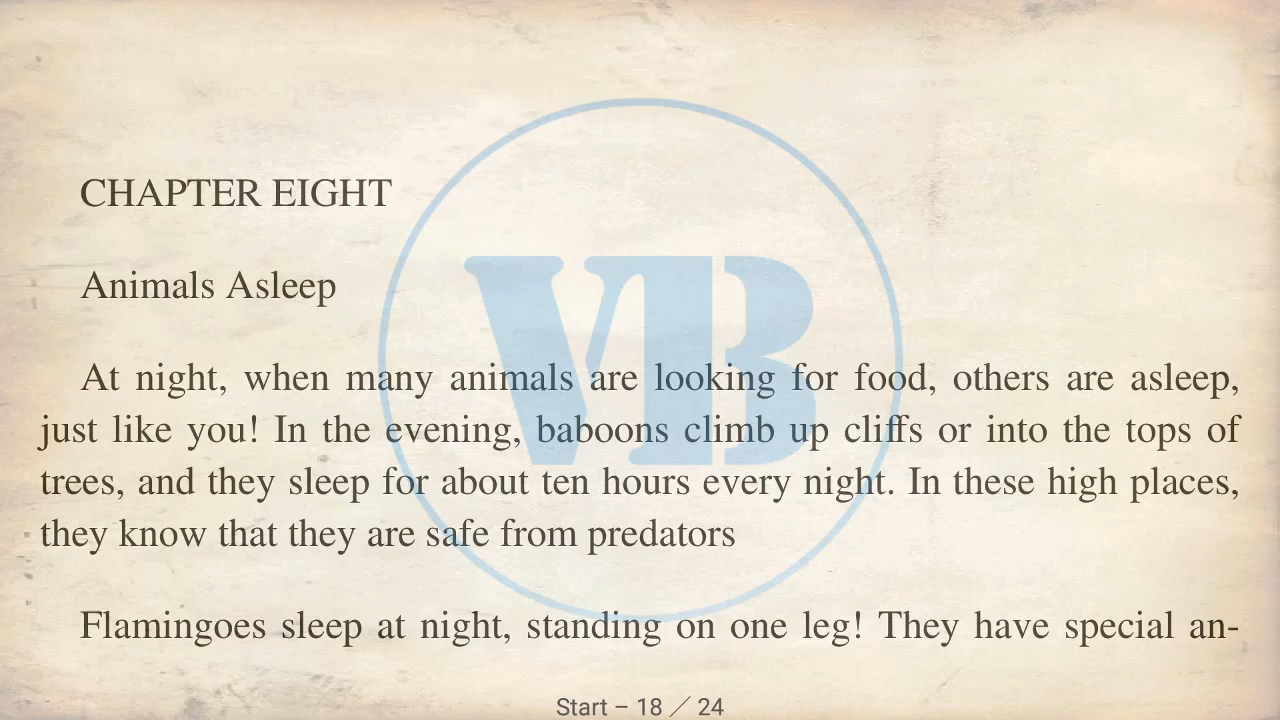 CHAPTER EIGHT
Animals Asleep
At night, when many animals are looking for food, others are asleep,
just like you! In the evening, baboons climb up cliffs or into the tops of
trees, and they sleep for about ten hours every night. In these high places,
they know that they are safe from predators
Flamingoes sleep at night, standing on one leg! They have special an-
VB
Start – 18 ／ 24